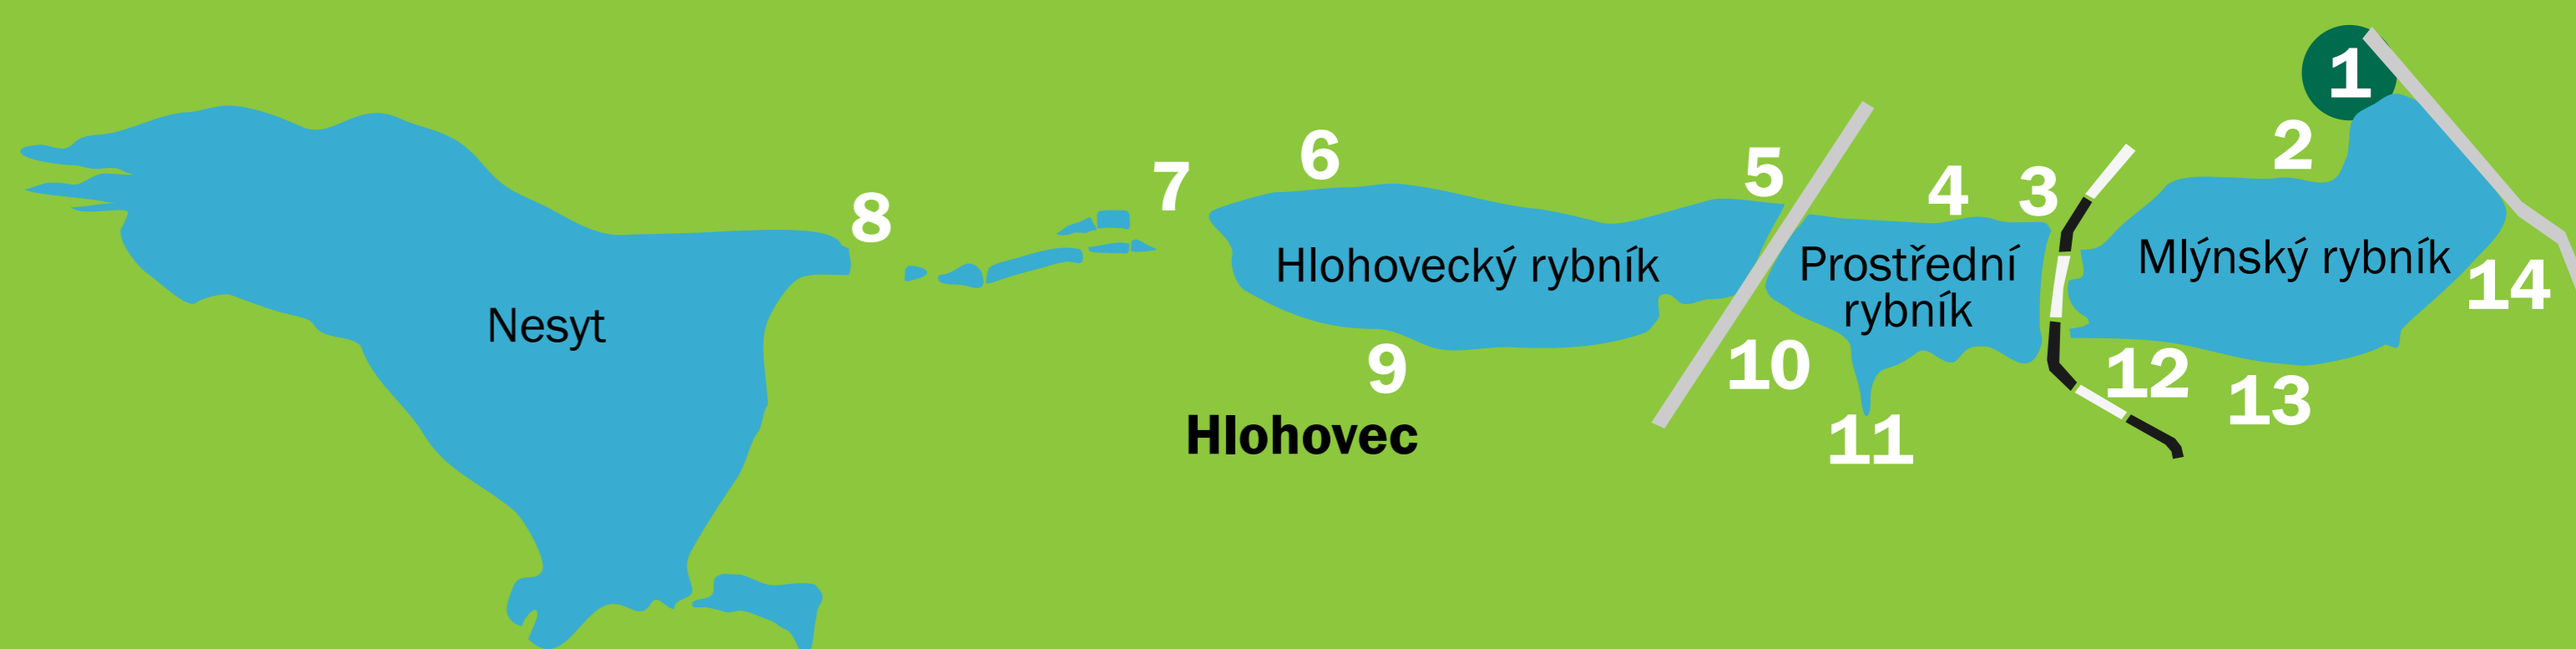 1
2
3
4
5
6
7
8
Nesyt
Hlohovecký rybník
Prostřední
rybník
Mlýnský rybník
14
9
10
12
13
11
Hlohovec